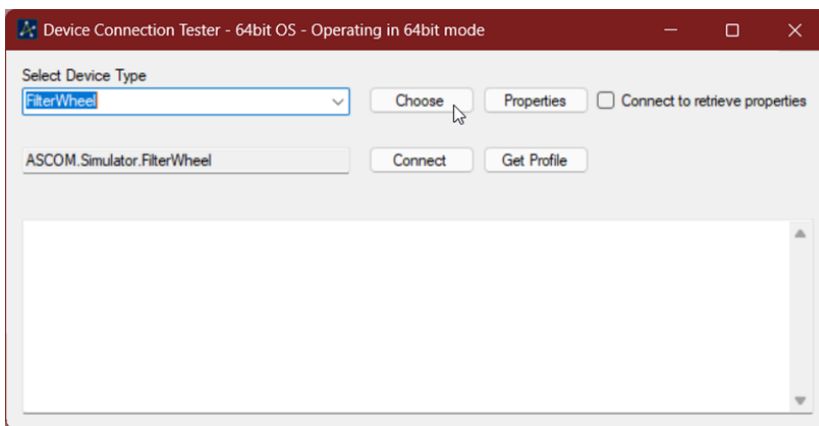 Device Connection Tester - 64bit OS - Operating in 64bit mode
Select Device Type
FilterWheel
Choose
Properties
Connect to retrieve properties
ASCOM.Simulator.FilterWheel
Connect
Get Profile